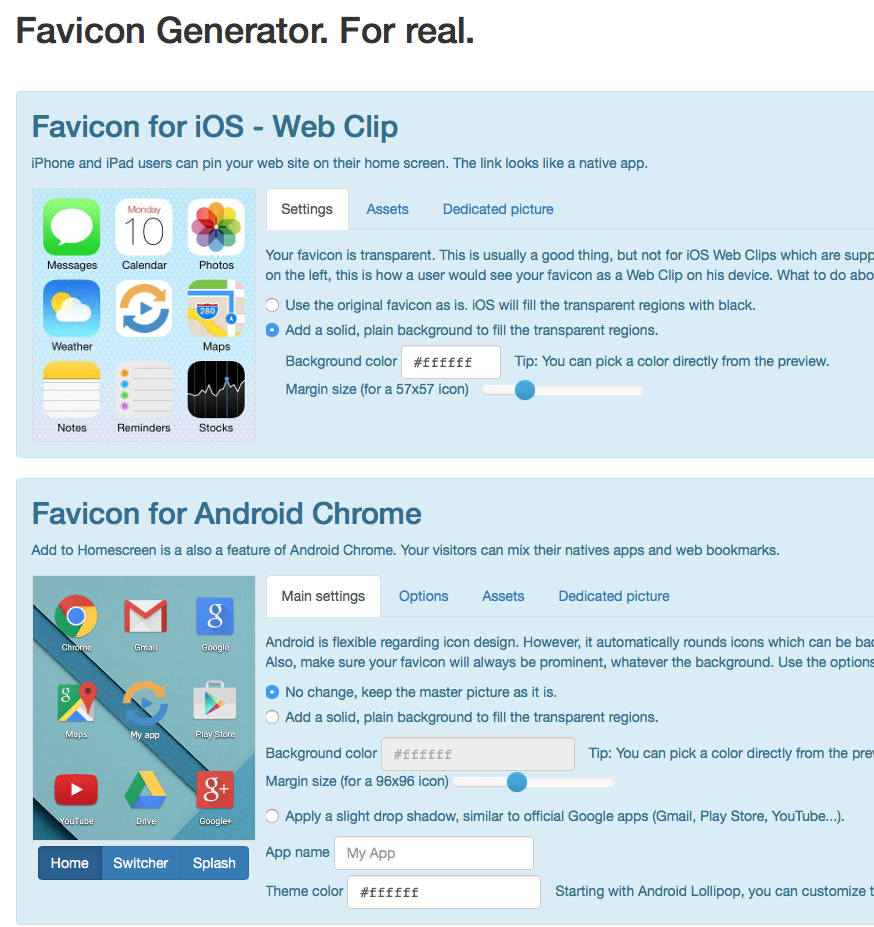 Favicon Generator. For real.
Favicon for iOS - Web Clip
iPhone and iPad users can pin your web site on their home screen. The link looks like a native app.
Monday
10
Messages Calendar Photos
280
Weather Maps
Notes Reminders Stocks
Settings Assets Dedicated picture
Your favicon is transparent. This is usually a good thing, but not for iOS Web Clips which are supp
on the left, this is how a user would see your favicon as a Web Clip on his device. What to do abo
Use the original favicon as is. iOS will fill the transparent regions with black.
Add a solid, plain background to fill the transparent regions.
Background color #ffffff Tip: You can pick a color directly from the preview.
Margin size (for a 57x57 icon)
Favicon for Android Chrome
Add to Homescreen is a also a feature of Android Chrome. Your visitors can mix their natives apps and web bookmarks.
g
Chrome Gmail Google
g
Maps My app Play Store
g+
YouTube Drive Google+
Home Switcher Splash
Main settings Options Assets Dedicated picture
Android is flexible regarding icon design. However, it automatically rounds icons which can be bad
Also, make sure your favicon will always be prominent, whatever the background. Use the options
No change, keep the master picture as it is.
Add a solid, plain background to fill the transparent regions.
Background color #ffffff Tip: You can pick a color directly from the prev
Margin size (for a 96x96 icon)
Apply a slight drop shadow, similar to official Google apps (Gmail, Play Store, YouTube...).
App name My App
Theme color #ffffff Starting with Android Lollipop, you can customize t